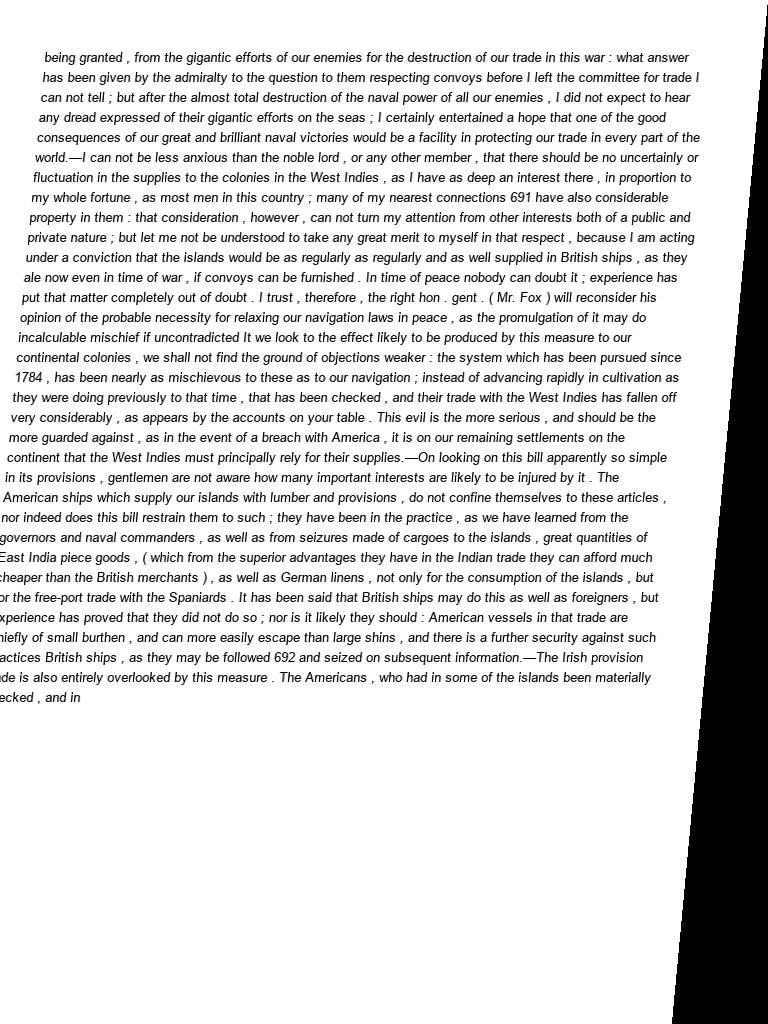 being granted , from the gigantic efforts of our enemies for the destruction of our trade in this war : what answer
has been given by the admiralty to the question to them respecting convoys before I left the committee for trade I
can not tell ; but after the almost total destruction of the naval power of all our enemies , I did not expect to hear
any dread expressed of their gigantic efforts on the seas ; I certainly entertained a hope that one of the good
consequences of our great and brilliant naval victories would be a facility in protecting our trade in every part of the
world.—I can not be less anxious than the noble lord , or any other member , that there should be no uncertainly or
fluctuation in the supplies to the colonies in the West Indies , as I have as deep an interest there , in proportion to
my whole fortune , as most men in this country ; many of my nearest connections 691 have also considerable
property in them : that consideration , however , can not turn my attention from other interests both of a public and
private nature ; but let me not be understood to take any great merit to myself in that respect , because I am acting
under a conviction that the islands would be as regularly as regularly and as well supplied in British ships , as they
ale now even in time of war , if convoys can be furnished . In time of peace nobody can doubt it ; experience has
put that matter completely out of doubt . I trust , therefore , the right hon . gent . ( Mr. Fox ) will reconsider his
opinion of the probable necessity for relaxing our navigation laws in peace , as the promulgation of it may do
incalculable mischief if uncontradicted It we look to the effect likely to be produced by this measure to our
continental colonies , we shall not find the ground of objections weaker : the system which has been pursued since
1784 , has been nearly as mischievous to these as to our navigation ; instead of advancing rapidly in cultivation as
they were doing previously to that time , that has been checked , and their trade with the West Indies has fallen off
very considerably , as appears by the accounts on your table . This evil is the more serious , and should be the
more guarded against , as in the event of a breach with America , it is on our remaining settlements on the
continent that the West Indies must principally rely for their supplies.—On looking on this bill apparently so simple
in its provisions , gentlemen are not aware how many important interests are likely to be injured by it . The
American ships which supply our islands with lumber and provisions , do not confine themselves to these articles ,
nor indeed does this bill restrain them to such ; they have been in the practice , as we have learned from the
governors and naval commanders , as well as from seizures made of cargoes to the islands , great quantities of
East India piece goods , ( which from the superior advantages they have in the Indian trade they can afford much
cheaper than the British merchants ) , as well as German linens , not only for the consumption of the islands , but
or the free-port trade with the Spaniards . It has been said that British ships may do this as well as foreigners , but
xperience has proved that they did not do so ; nor is it likely they should : American vessels in that trade are
hiefly of small burthen , and can more easily escape than large shins , and there is a further security against such
actices British ships , as they may be followed 692 and seized on subsequent information.—The Irish provision
de is also entirely overlooked by this measure . The Americans , who had in some of the islands been materially
ecked , and in